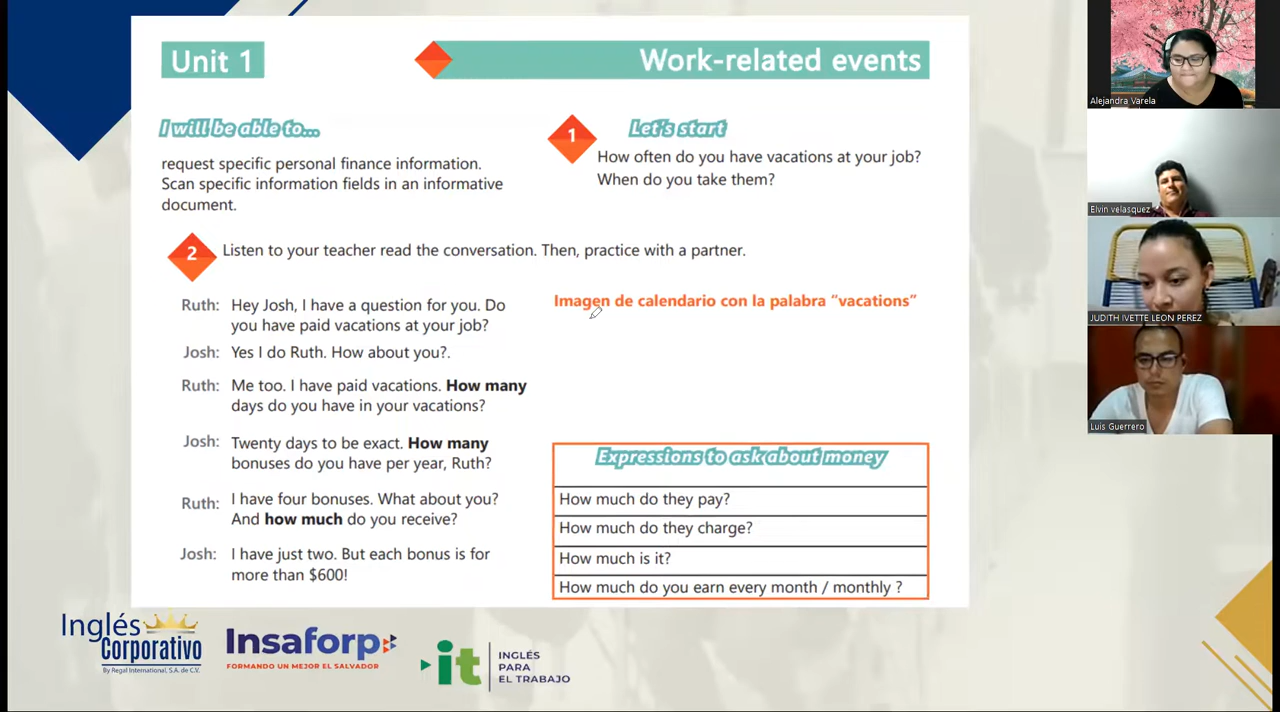 Unit 1
Work-related events
I will be able to...
request specific personal finance information.
Scan specific information fields in an informative
document.
1
Let's start
How often do you have vacations at your job?
When do you take them?
2
Listen to your teacher read the conversation. Then, practice with a partner.
Ruth: Hey Josh, I have a question for you. Do
you have paid vacations at your job?
Josh: Yes I do Ruth. How about you?.
Ruth: Me too. I have paid vacations. How many
days do you have in your vacations?
Josh: Twenty days to be exact. How many
bonuses do you have per year, Ruth?
Ruth: I have four bonuses. What about you?
And how much do you receive?
Josh: I have just two. But each bonus is for
more than $600!
Imagen de calendario con la palabra “vacations”
Expressions to ask about money
How much do they pay?
How much do they charge?
How much is it?
How much do you earn every month / monthly ?
Inglés
Corporativo
By Regal International, S.A. de C.V.
Insaforp
FORMANDO UN MEJOR EL SALVADOR
it
INGLÉS
PARA
EL TRABAJO
Alejandra Varela
Elvin velasquez
JUDITH IVETTE LEON PEREZ
Luis Guerrero